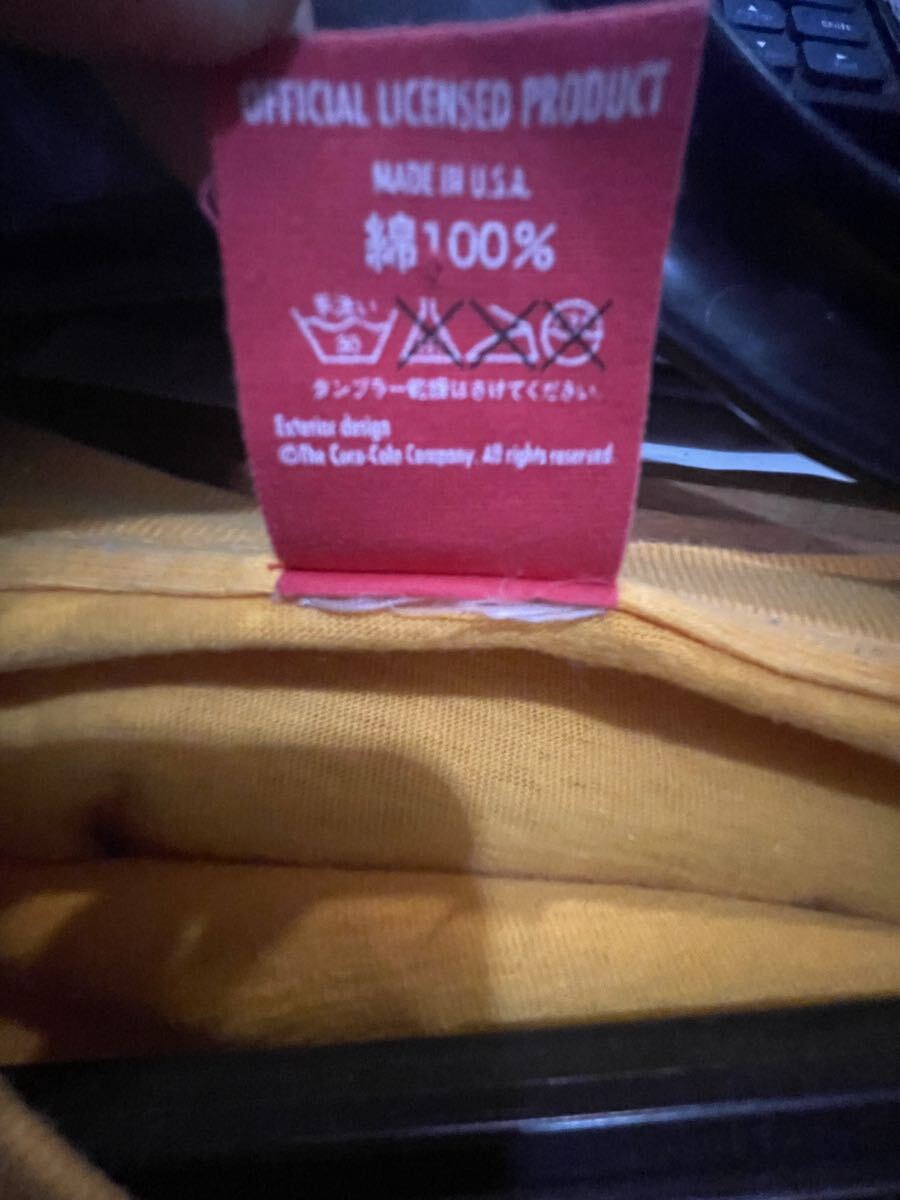 OFFICIAL LICENSED PRODUCT
MADE IN U.S.A.
綿100%
手洗い
30
タンブラー乾燥はさけてください。
Exterior design
©The Coca-Cola Company. All rights reserved.
Shift